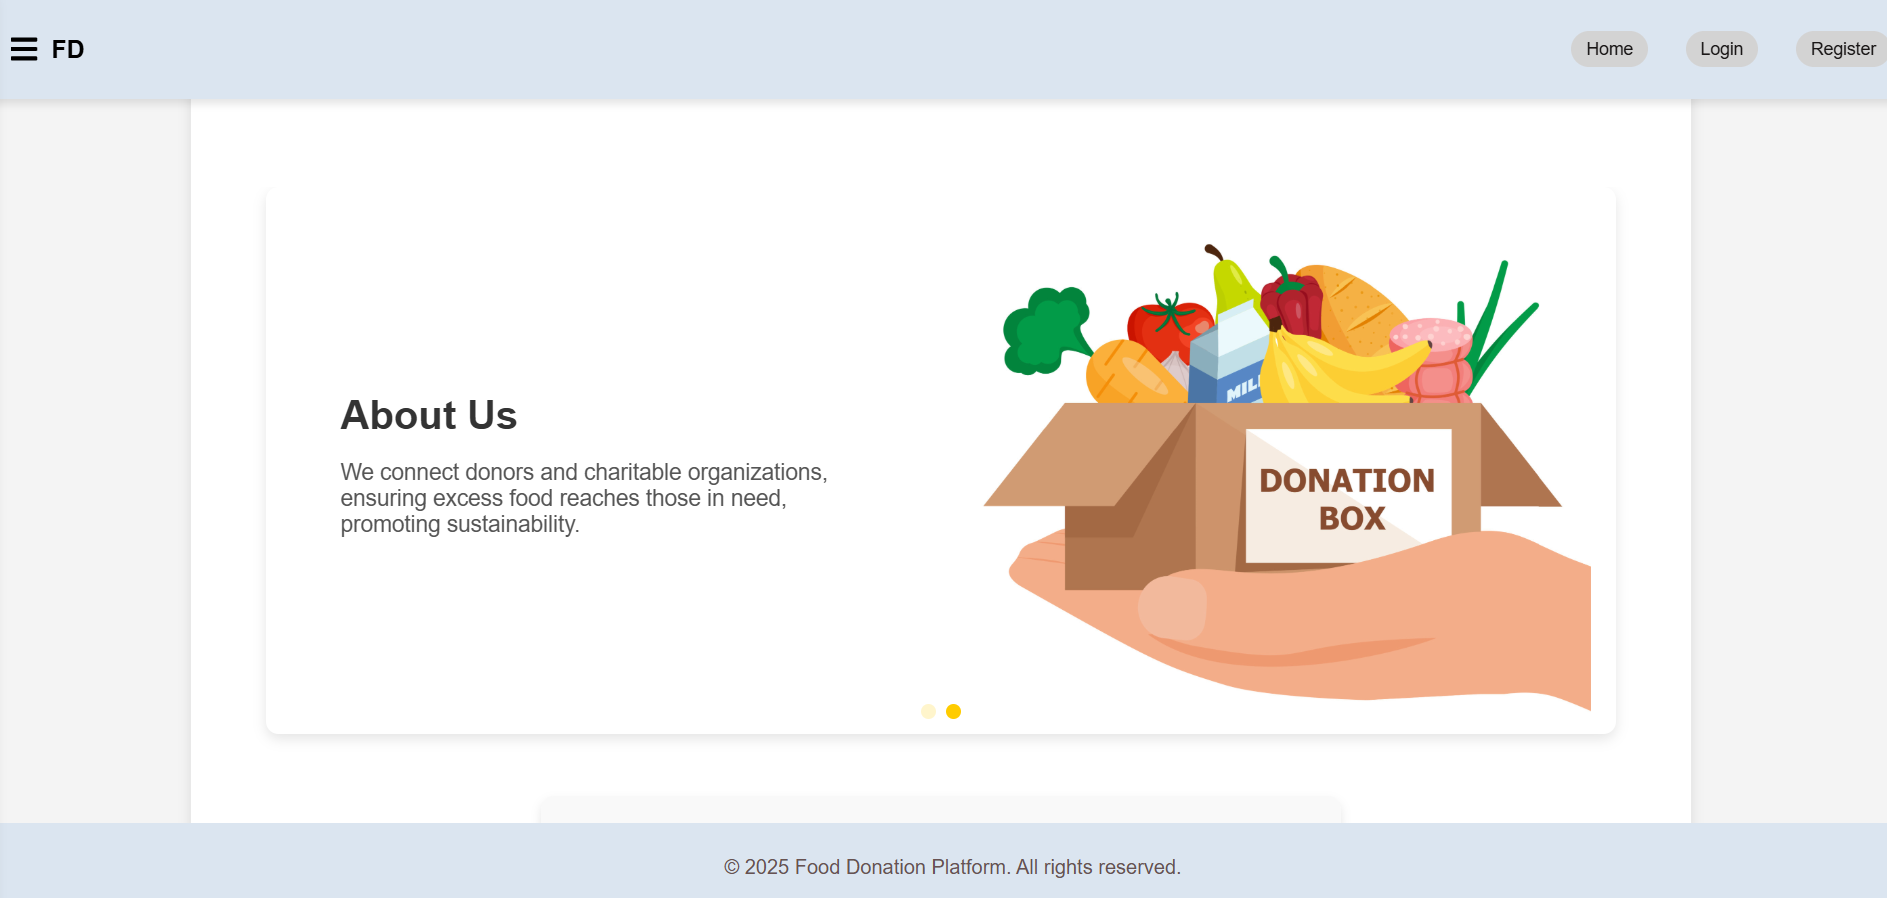 FD
Home
Login
Register
About Us
We connect donors and charitable organizations,
ensuring excess food reaches those in need,
promoting sustainability.
MIL
DONATION
BOX
© 2025 Food Donation Platform. All rights reserved.